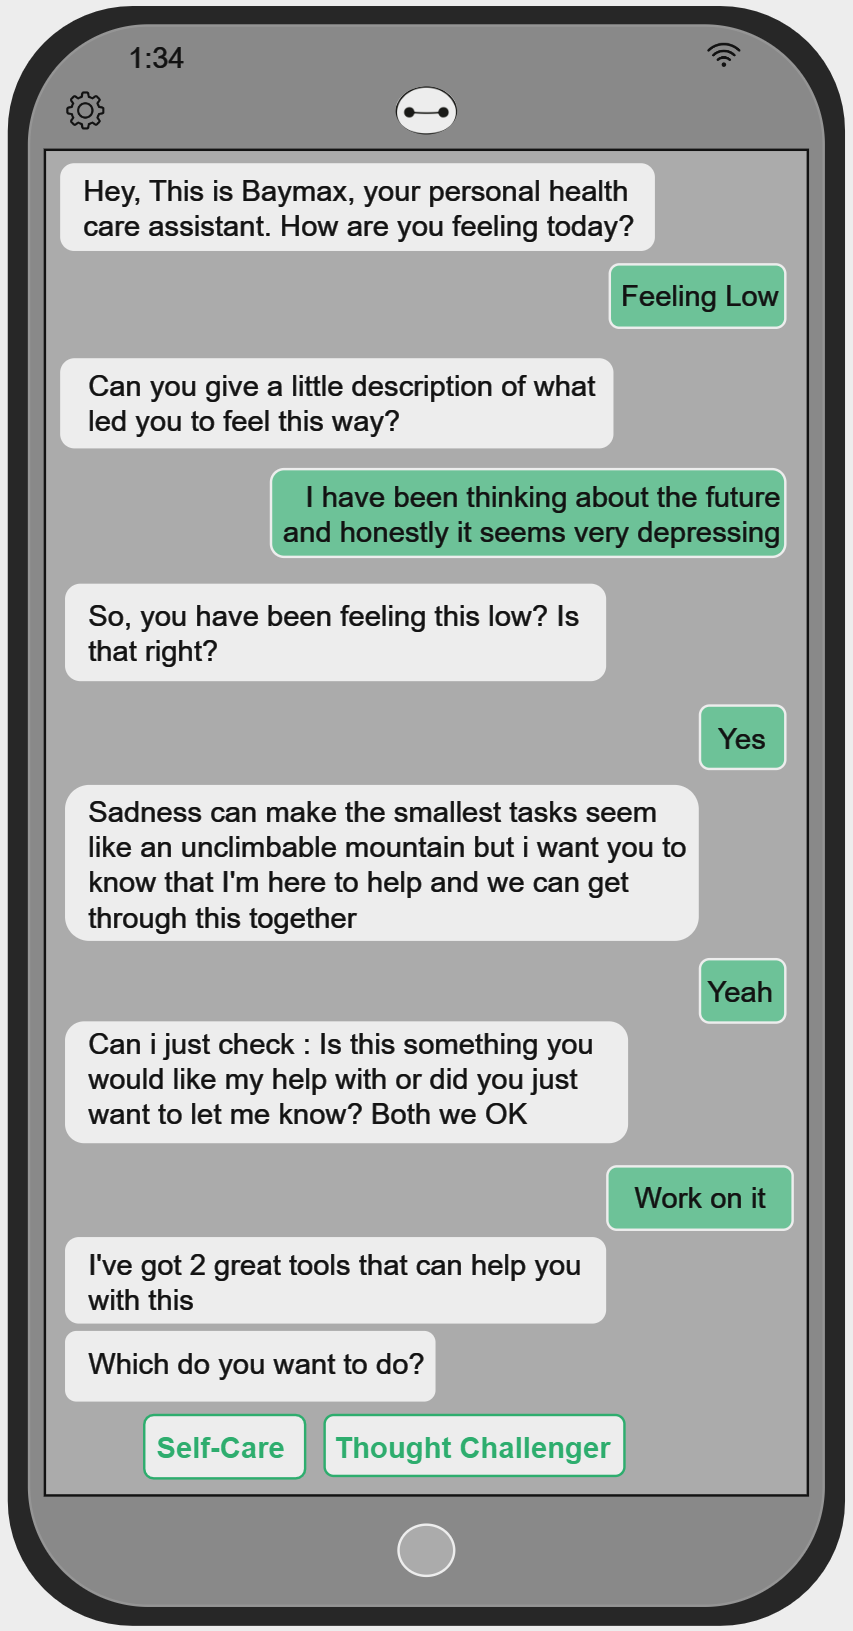 1:34
Hey, This is Baymax, your personal health
care assistant. How are you feeling today?
Feeling Low
Can you give a little description of what
led you to feel this way?
I have been thinking about the future
and honestly it seems very depressing
So, you have been feeling this low? Is
that right?
Yes
Sadness can make the smallest tasks seem
like an unclimbable mountain but i want you to
know that I'm here to help and we can get
through this together
Yeah
Can i just check : Is this something you
would like my help with or did you just
want to let me know? Both we OK
Work on it
I've got 2 great tools that can help you
with this
Which do you want to do?
Self-Care
Thought Challenger